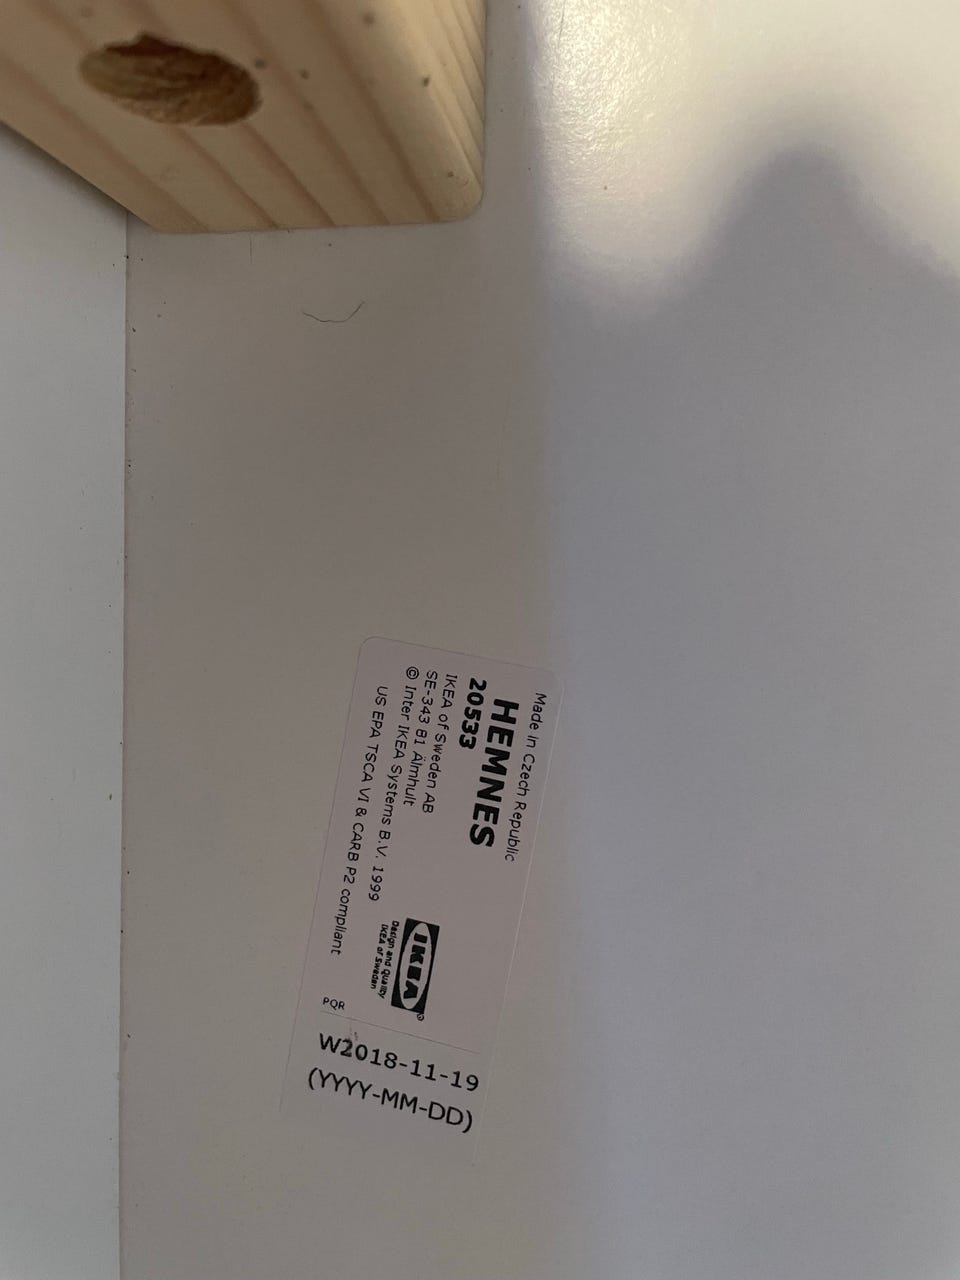 Made in Czech Republic
HEMNES
20533
IKEA of Sweden AB
SE-343 81 Älmhult
© Inter IKEA Systems B.V. 1999
US EPA TSCA VI & CARB P2 compliant
IKEA®
Design and Quality
IKEA of Sweden
PQR
W2018-11-19
(YYYY-MM-DD)